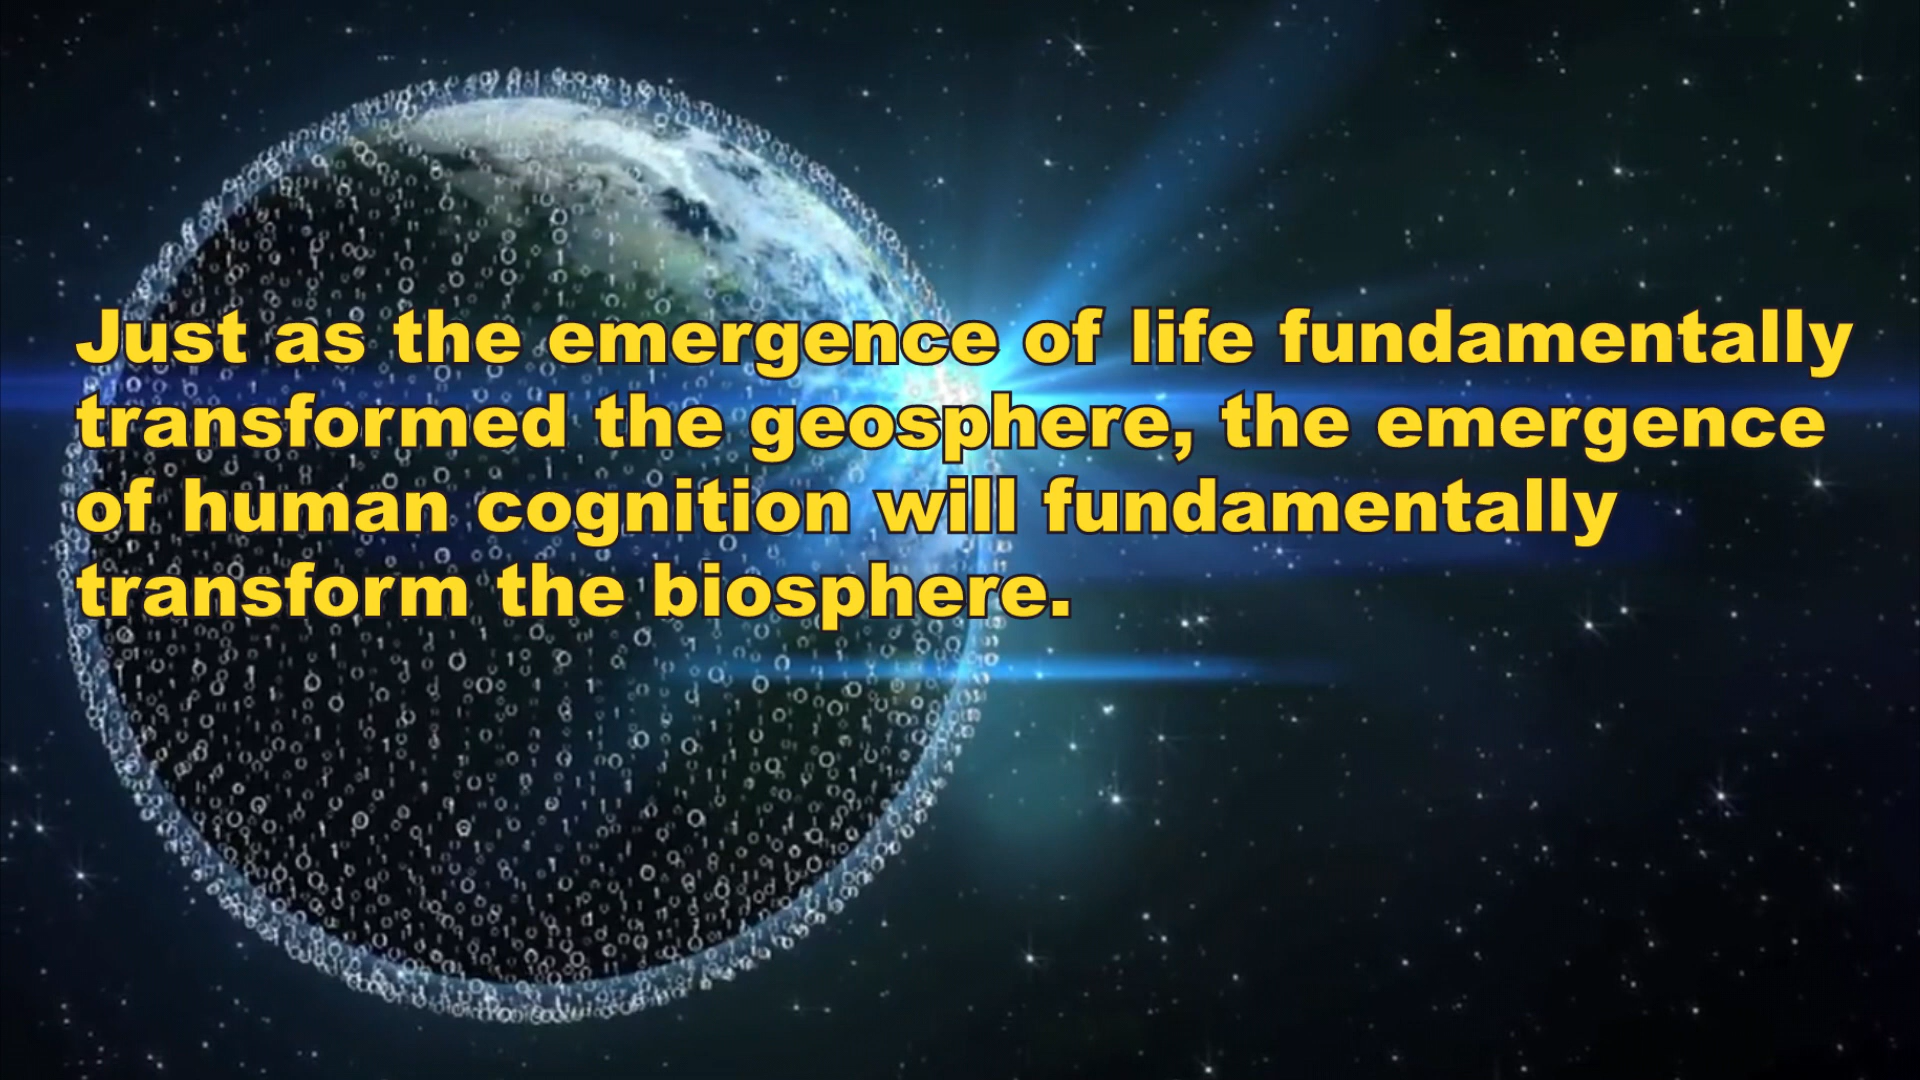 Just as the emergence of life fundamentally
transformed the geosphere, the emergence
of human cognition will fundamentally
transform the biosphere.